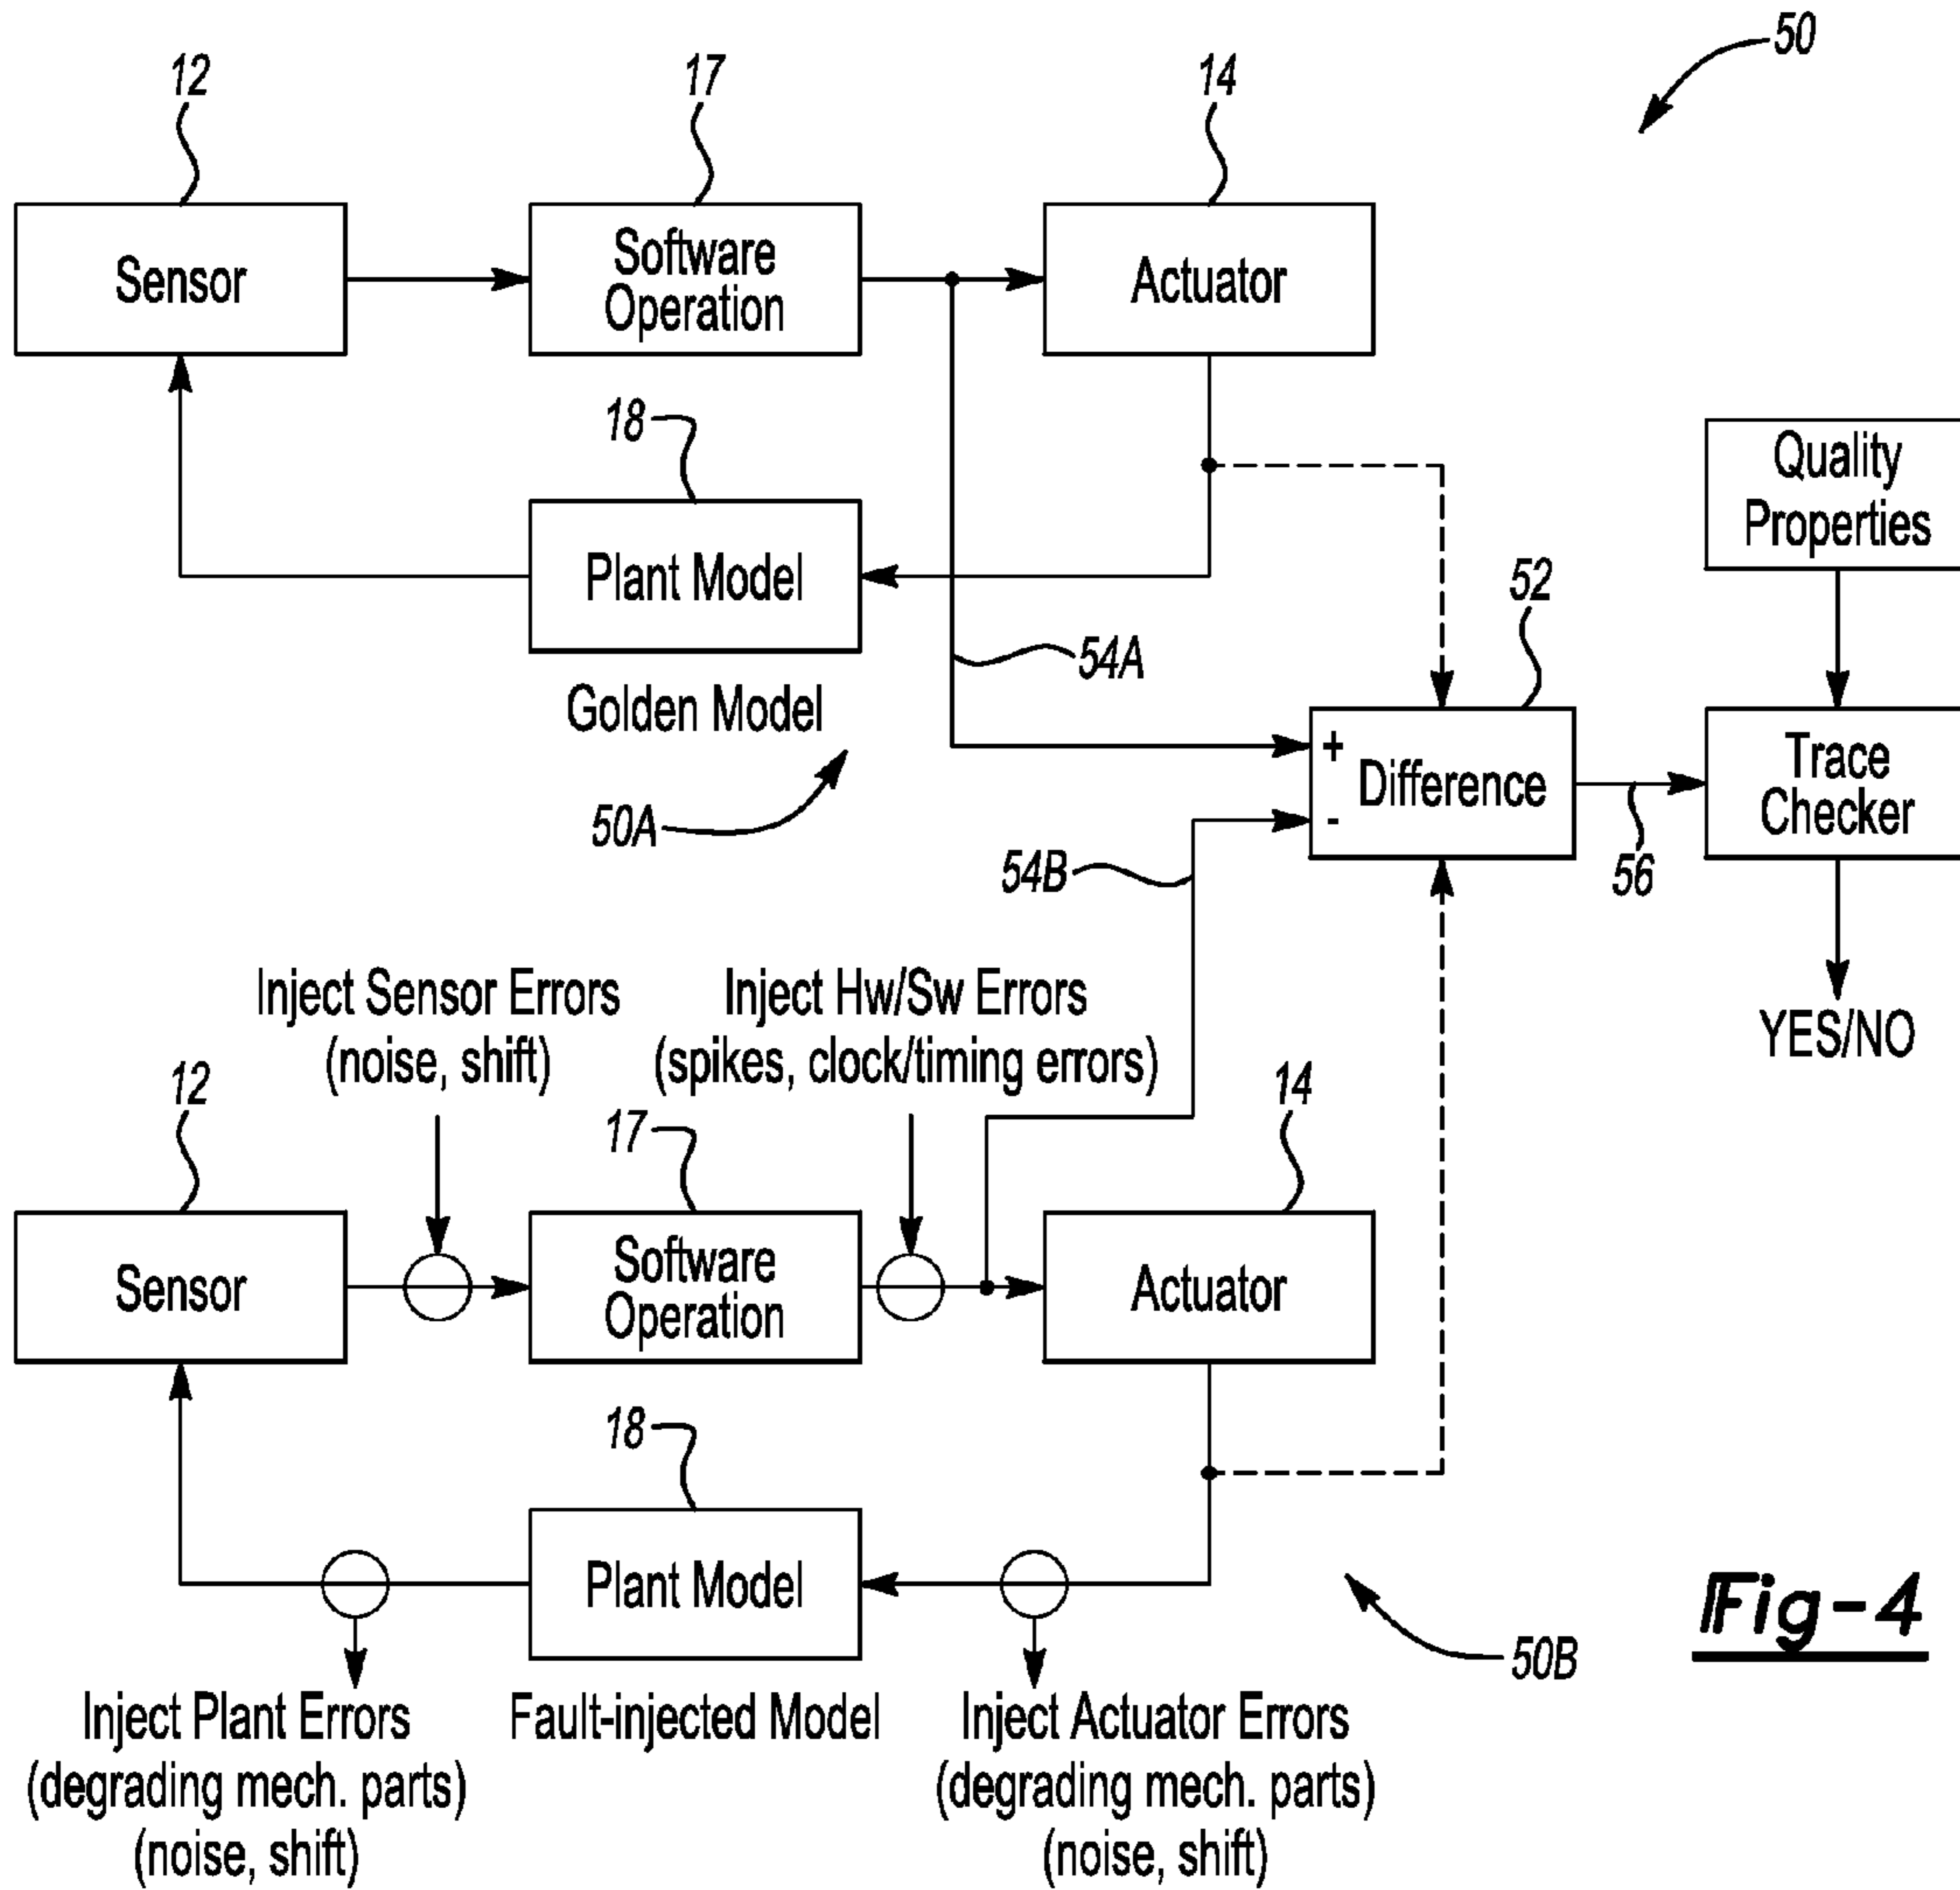 50
12
17
14
Sensor
Software
Operation
Actuator
18
Plant Model
Golden Model
50A
54A
Quality
Properties
52
+
Difference
-
54B
56
Trace
Checker
YES/NO
Inject Sensor Errors
(noise, shift)
Inject Hw/Sw Errors
(spikes, clock/timing errors)
12
17
14
Sensor
Software
Operation
Actuator
18
Plant Model
Fault-injected Model
50B
Inject Plant Errors
(degrading mech. parts)
(noise, shift)
Inject Actuator Errors
(degrading mech. parts)
(noise, shift)
Fig-4